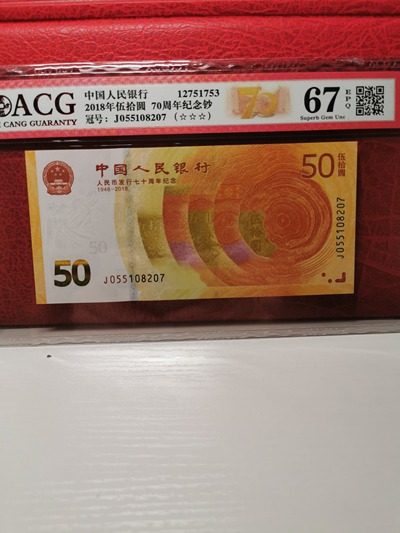 ACG
CANG GUARANTY
中国人民银行 12751753
2018年伍拾圆 70周年纪念钞
冠号: J055108207 (☆☆☆)
70
67 EPQ
Superb Gem Unc
中国人民银行
人民币发行七十周年纪念
1948-2018
50 伍拾圆
50
50
J055108207
J055108207